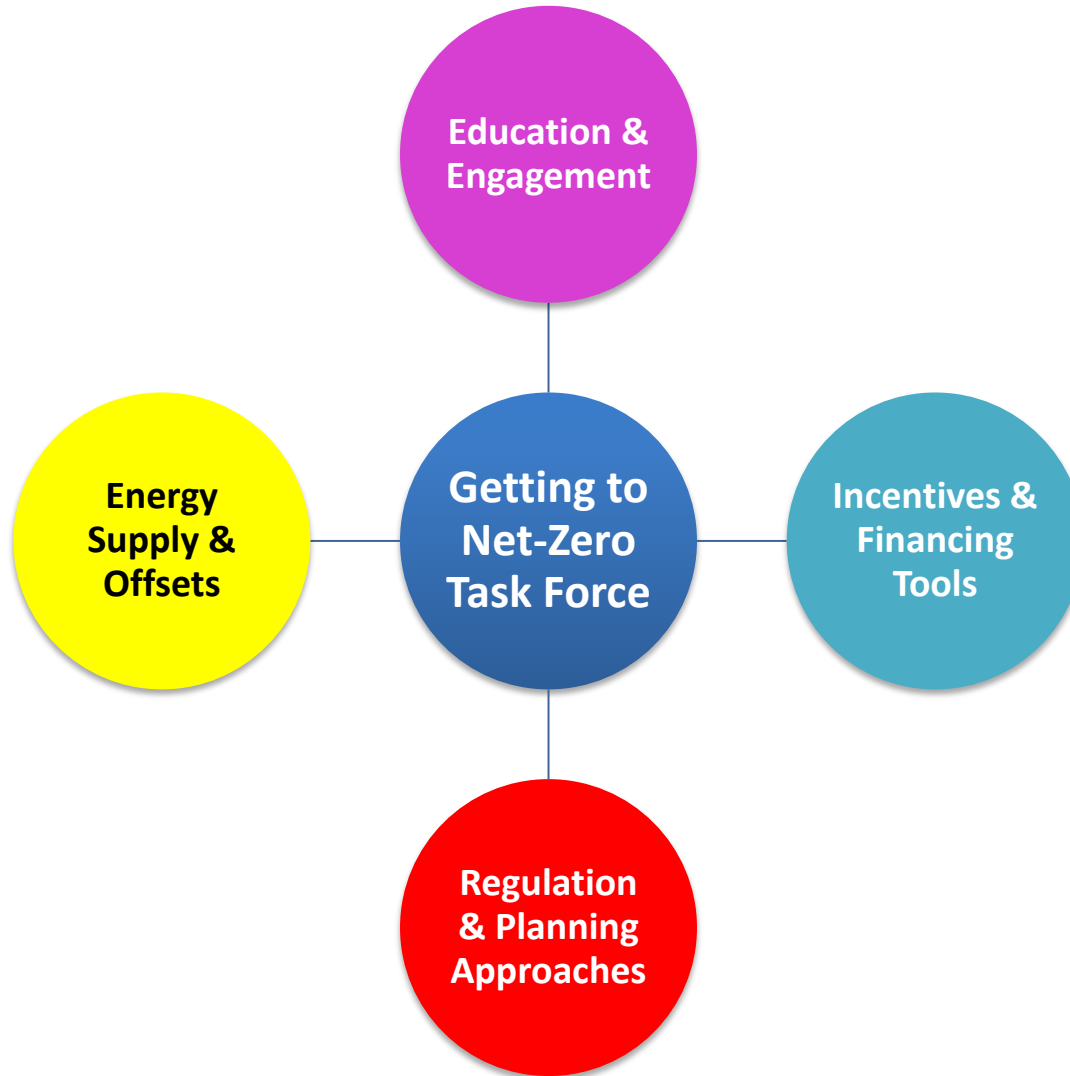 Education &
Engagement
Energy
Supply &
Offsets
Getting to
Net-Zero
Task Force
Incentives &
Financing
Tools
Regulation
& Planning
Approaches